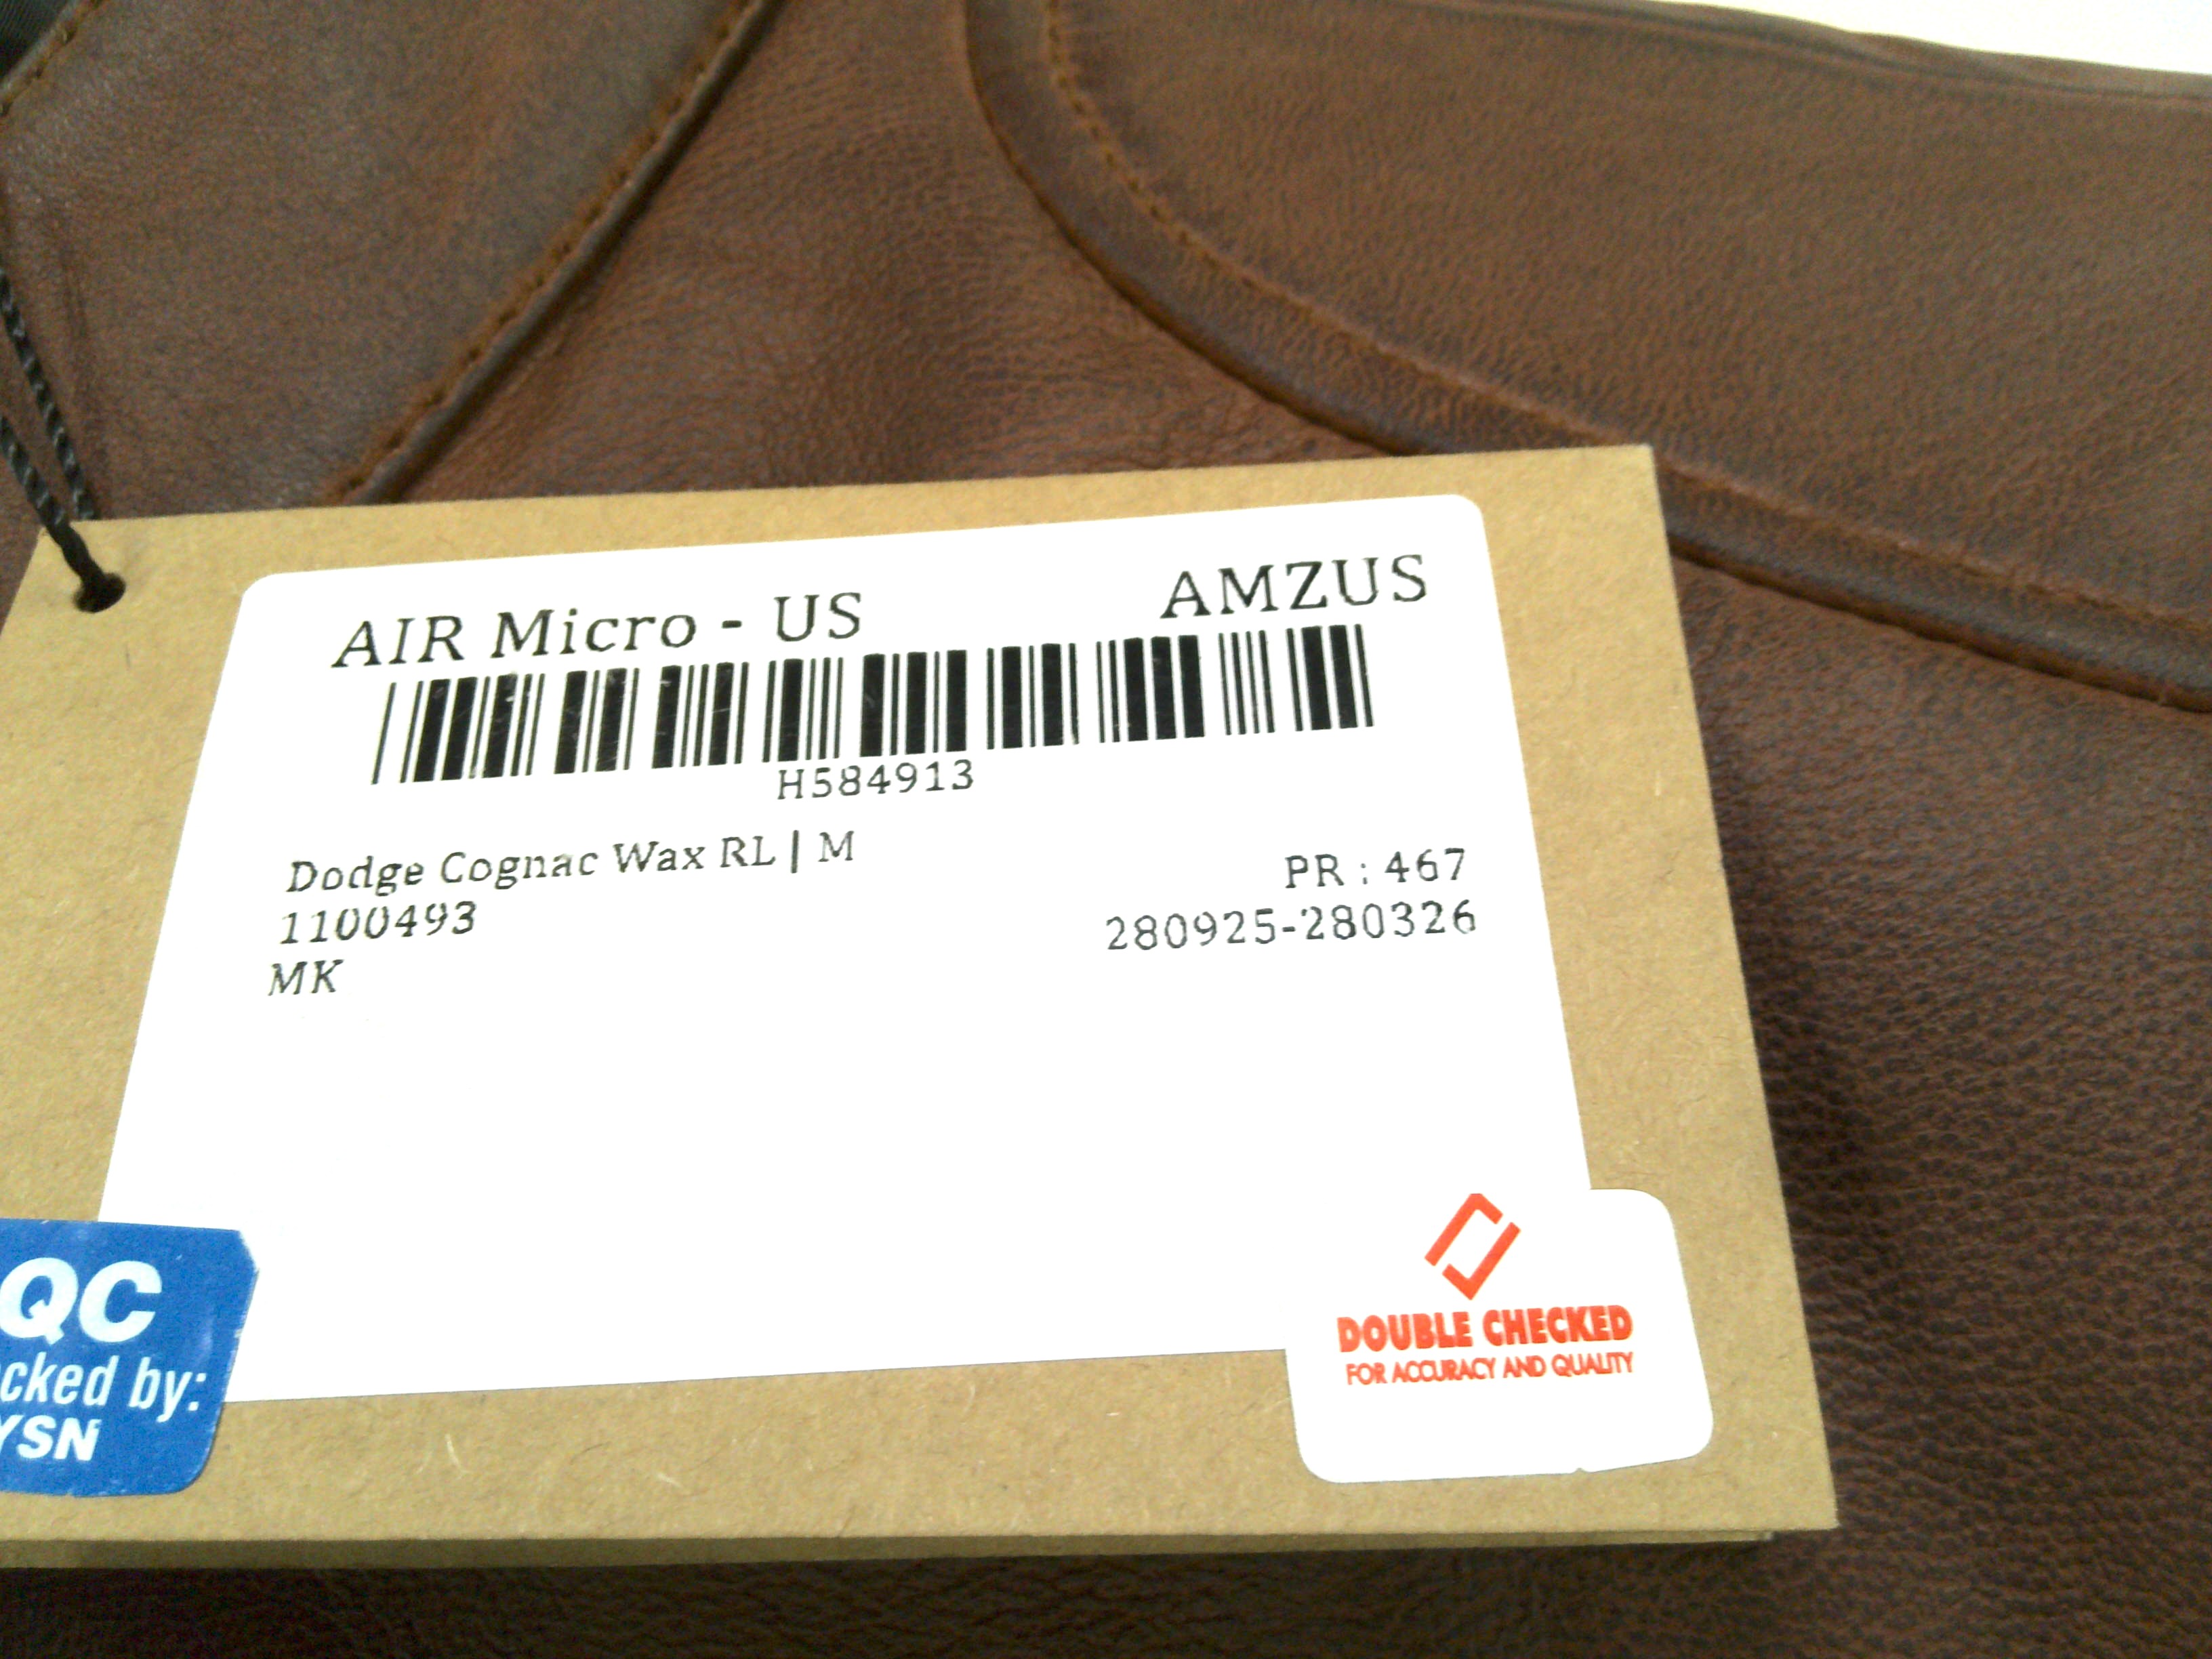 AIR Micro - US AMZUS
H584913
Dodge Cognac Wax RL | M
1100493
MK
PR : 467
280925-280326
QC
cked by:
YSN
DOUBLE CHECKED
FOR ACCURACY AND QUALITY